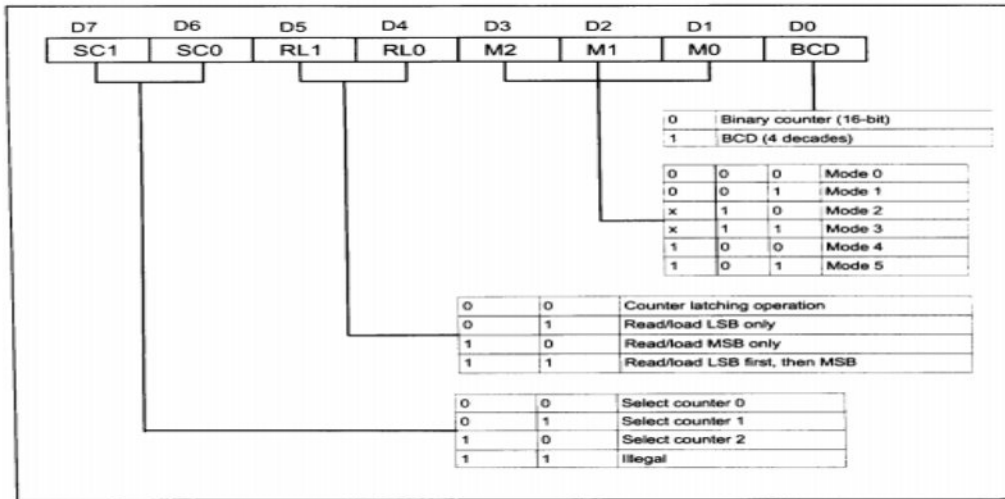 D7 D6 D5 D4 D3 D2 D1 D0
SC1 SC0 RL1 RL0 M2 M1 M0 BCD
0 Binary counter (16-bit)
1 BCD (4 decades)
0 0 0 Mode 0
0 0 1 Mode 1
x 1 0 Mode 2
x 1 1 Mode 3
1 0 0 Mode 4
1 0 1 Mode 5
0 0 Counter latching operation
0 1 Read/load LSB only
1 0 Read/load MSB only
1 1 Read/load LSB first, then MSB
0 0 Select counter 0
0 1 Select counter 1
1 0 Select counter 2
1 1 Illegal